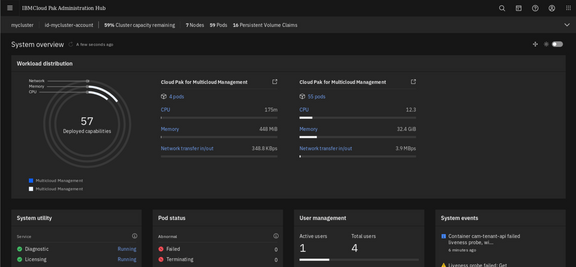 IBMCloud Pak Administration Hub
mycluster
id-mycluster-account
59% Cluster capacity remaining
7 Nodes 59 Pods 16 Persistent Volume Claims
System overview
A few seconds ago
Workload distribution
Network
Memory
CPU
57
Deployed capabilities
Multicloud Management
Multicloud Management
Cloud Pak for Multicloud Management
4 pods
CPU 175m
Memory 448 MiB
Network transfer in/out 348.8 KBps
Cloud Pak for Multicloud Management
55 pods
CPU 12.3
Memory 32.4 GiB
Network transfer in/out 3.9 MBps
System utility
Service
Diagnostic Running
Licensing Running
Pod status
Abnormal
Failed 0
Terminating 0
User management
Active users Total users
1 4
System events
Container cam-tenant-api failed
liveness probe, wi...
6 minutes ago
Liveness probe failed: Get